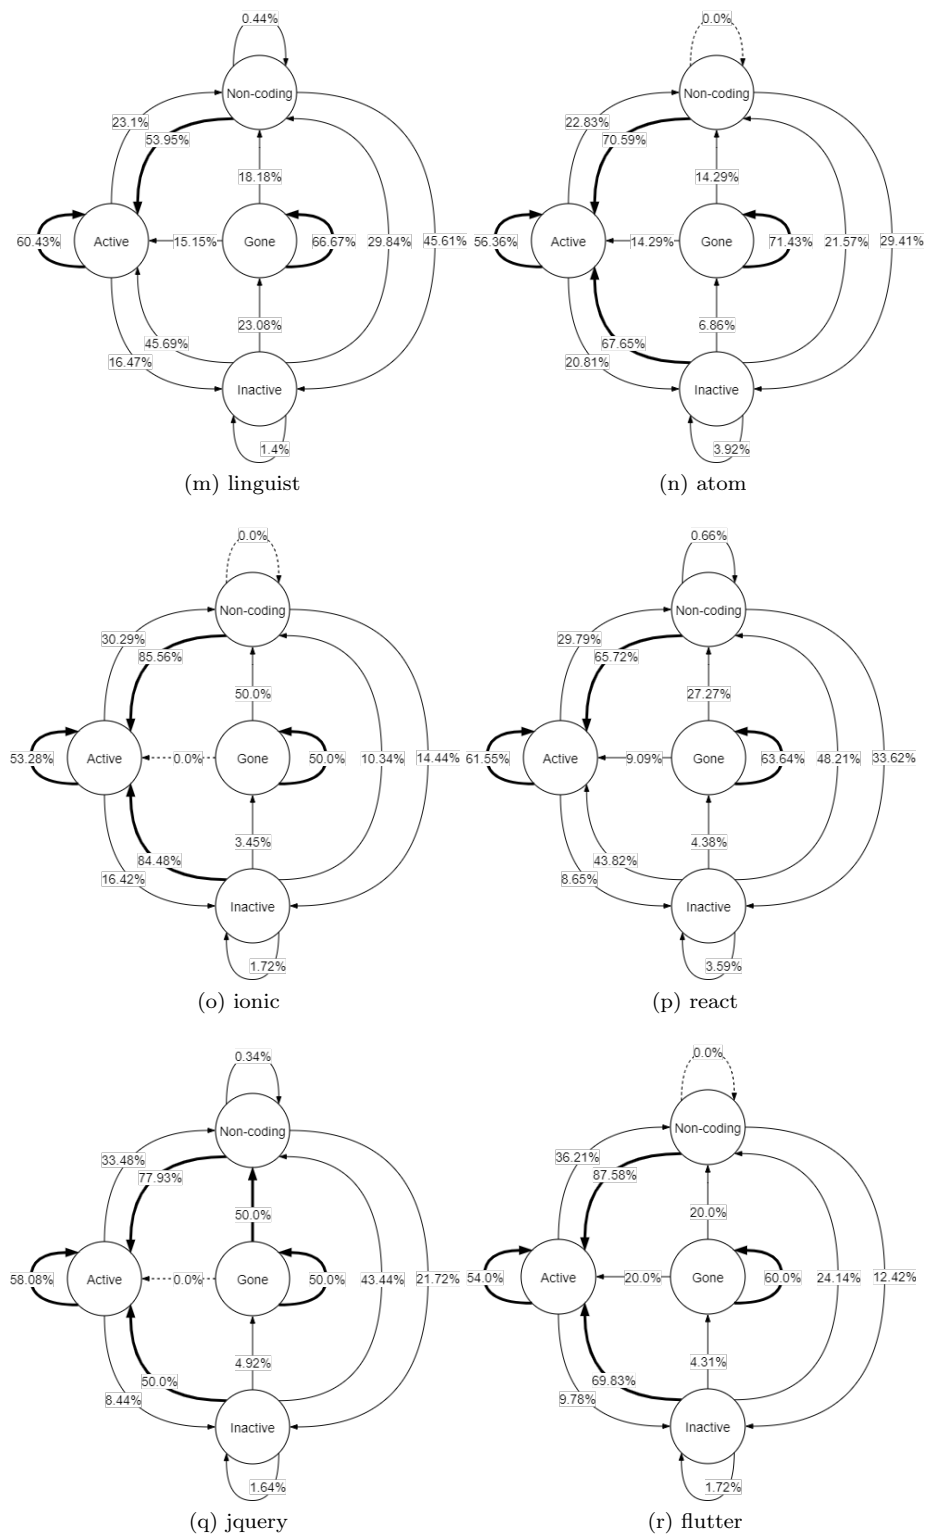 0.44%
0.0%
Non-coding
Non-coding
23.1%
22.83%
53.95%
70.59%
18.18%
14.29%
60.43%
Active
15.15%
Gone
66.67%
29.84%
45.61%
56.36%
Active
14.29%
Gone
71.43%
21.57%
29.41%
23.08%
6.86%
45.69%
67.65%
16.47%
20.81%
Inactive
Inactive
1.4%
3.92%
(m) linguist
(n) atom
0.0%
0.66%
Non-coding
Non-coding
30.29%
29.79%
85.56%
65.72%
50.0%
27.27%
53.28%
Active
0.0%
Gone
50.0%
10.34%
14.44%
61.55%
Active
9.09%
Gone
63.64%
48.21%
33.62%
3.45%
4.38%
84.48%
43.82%
16.42%
8.65%
Inactive
Inactive
1.72%
3.59%
(o) ionic
(p) react
0.34%
0.0%
Non-coding
Non-coding
33.48%
36.21%
77.93%
87.58%
50.0%
20.0%
58.08%
Active
0.0%
Gone
50.0%
43.44%
21.72%
54.0%
Active
20.0%
Gone
60.0%
24.14%
12.42%
4.92%
4.31%
50.0%
69.83%
8.44%
9.78%
Inactive
Inactive
1.64%
1.72%
(q) jquery
(r) flutter